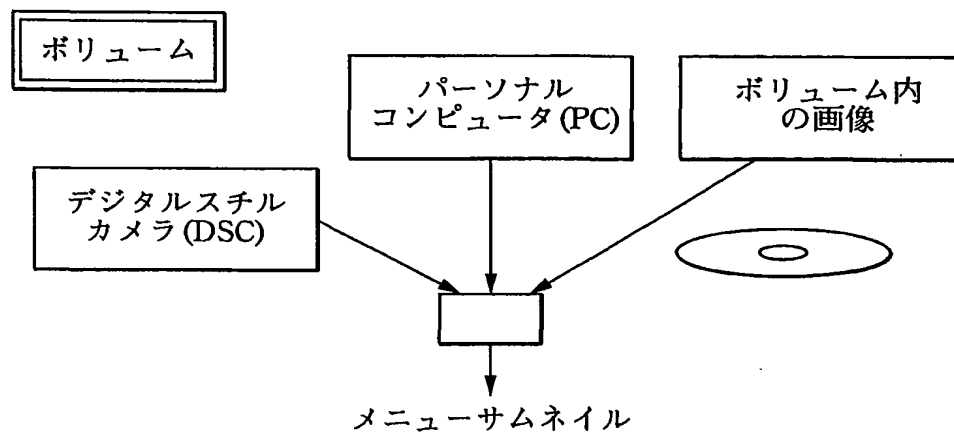 ボリューム
パーソナル
コンピュータ(PC)
ボリューム内
の画像
デジタルスチル
カメラ(DSC)
メニューサムネイル